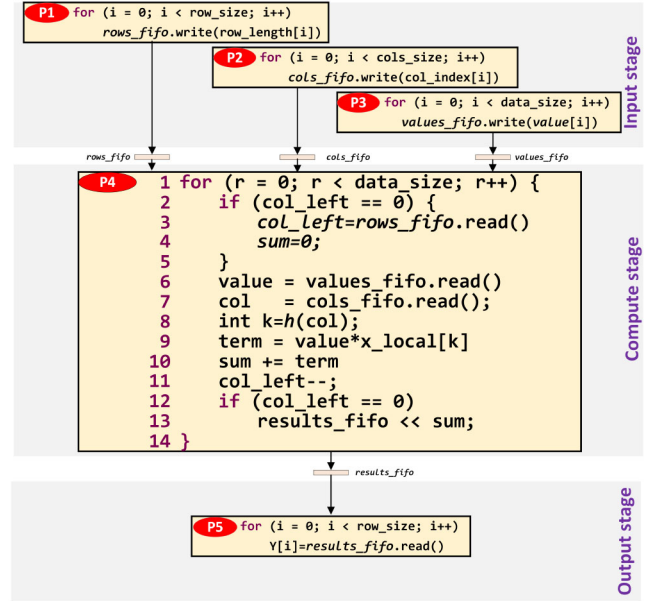 P1 for (i = 0; i < row_size; i++)
rows_fifo.write(row_length[i])
P2 for (i = 0; i < cols_size; i++)
cols_fifo.write(col_index[i])
P3 for (i = 0; i < data_size; i++)
values_fifo.write(value[i])
Input stage
rows_fifo
cols_fifo
values_fifo
P4 1 for (r = 0; r < data_size; r++) {
2 if (col_left == 0) {
3 col_left=rows_fifo.read()
4 sum=0;
5 }
6 value = values_fifo.read()
7 col = cols_fifo.read();
8 int k=h(col);
9 term = value*x_local[k]
10 sum += term
11 col_left--;
12 if (col_left == 0)
13 results_fifo << sum;
14 }
Compute stage
results_fifo
P5 for (i = 0; i < row_size; i++)
Y[i]=results_fifo.read()
Output stage